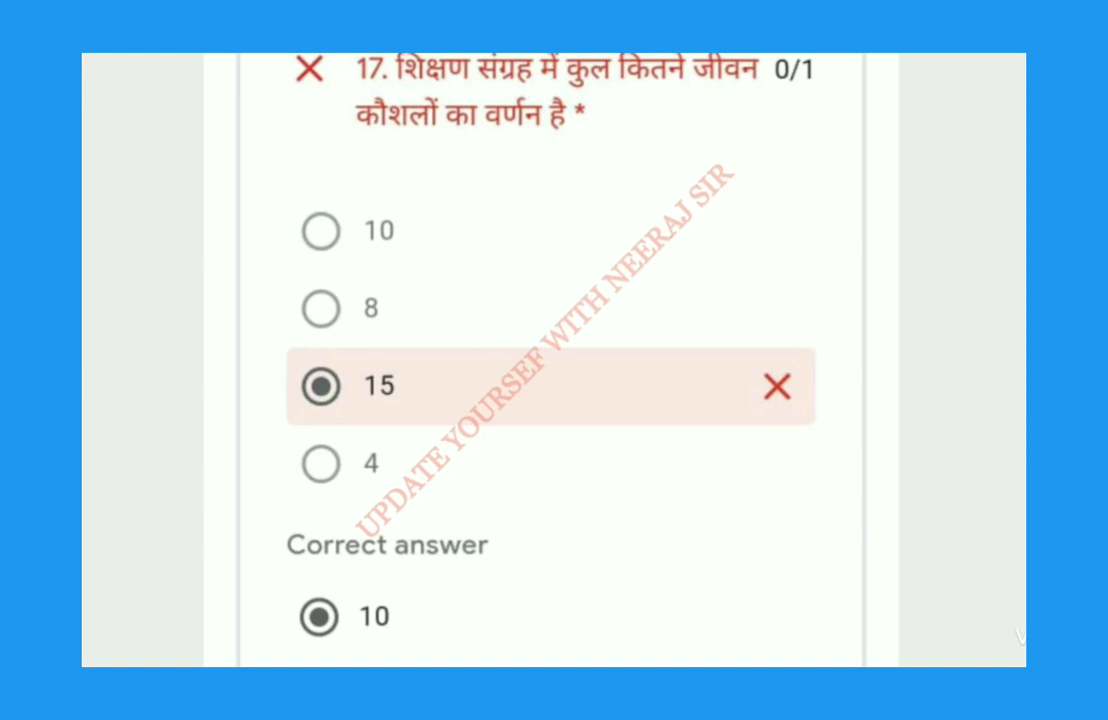 17. शिक्षण संग्रह में कुल कितने जीवन 0/1
कौशलों का वर्णन है *
10
8
15
4
UPDATE YOURSEF WITH NEERAJ SIR
Correct answer
10